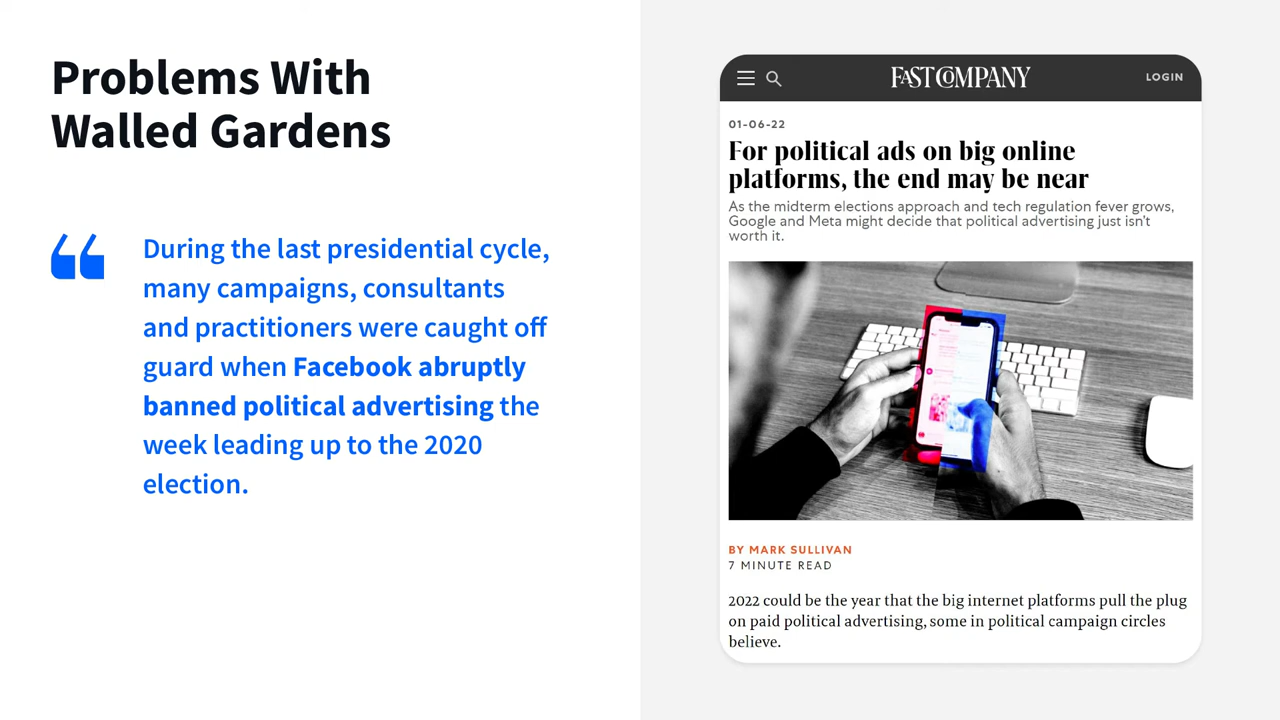 Problems With
Walled Gardens
During the last presidential cycle,
many campaigns, consultants
and practitioners were caught off
guard when Facebook abruptly
banned political advertising the
week leading up to the 2020
election.
FAST COMPANY
LOGIN
01-06-22
For political ads on big online
platforms, the end may be near
As the midterm elections approach and tech regulation fever grows,
Google and Meta might decide that political advertising just isn't
worth it.
BY MARK SULLIVAN
7 MINUTE READ
2022 could be the year that the big internet platforms pull the plug
on paid political advertising, some in political campaign circles
believe.